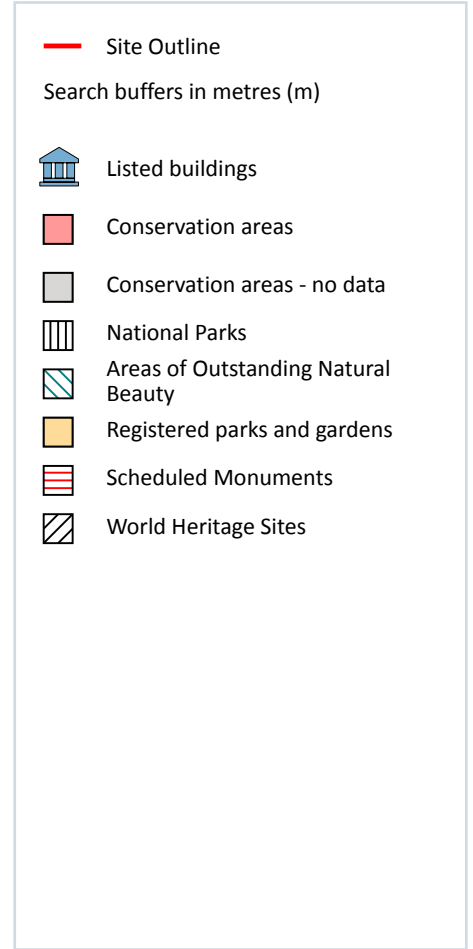 Site Outline
Search buffers in metres (m)
Listed buildings
Conservation areas
Conservation areas - no data
National Parks
Areas of Outstanding Natural
Beauty
Registered parks and gardens
Scheduled Monuments
World Heritage Sites